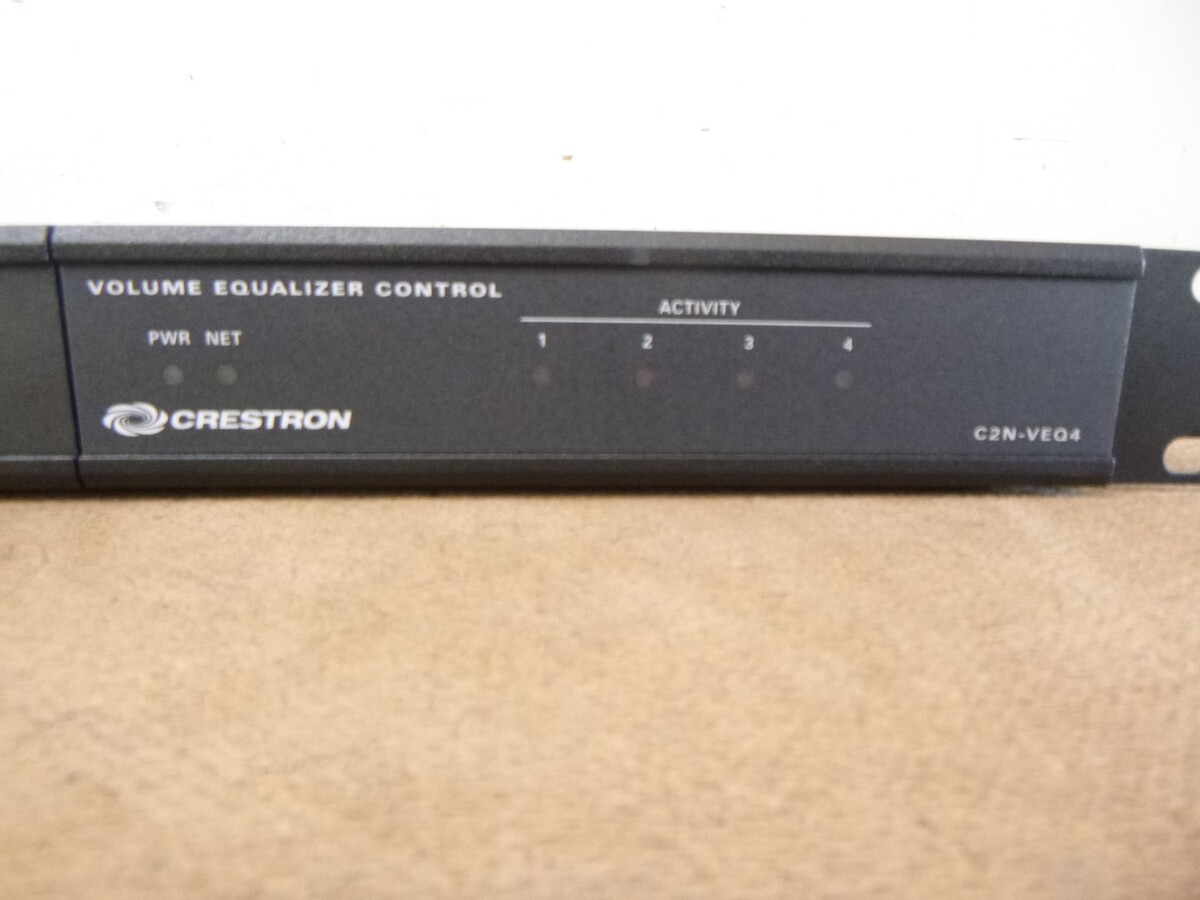 VOLUME EQUALIZER CONTROL
ACTIVITY
PWR NET
1 2 3 4
CRESTRON
C2N-VEQ4